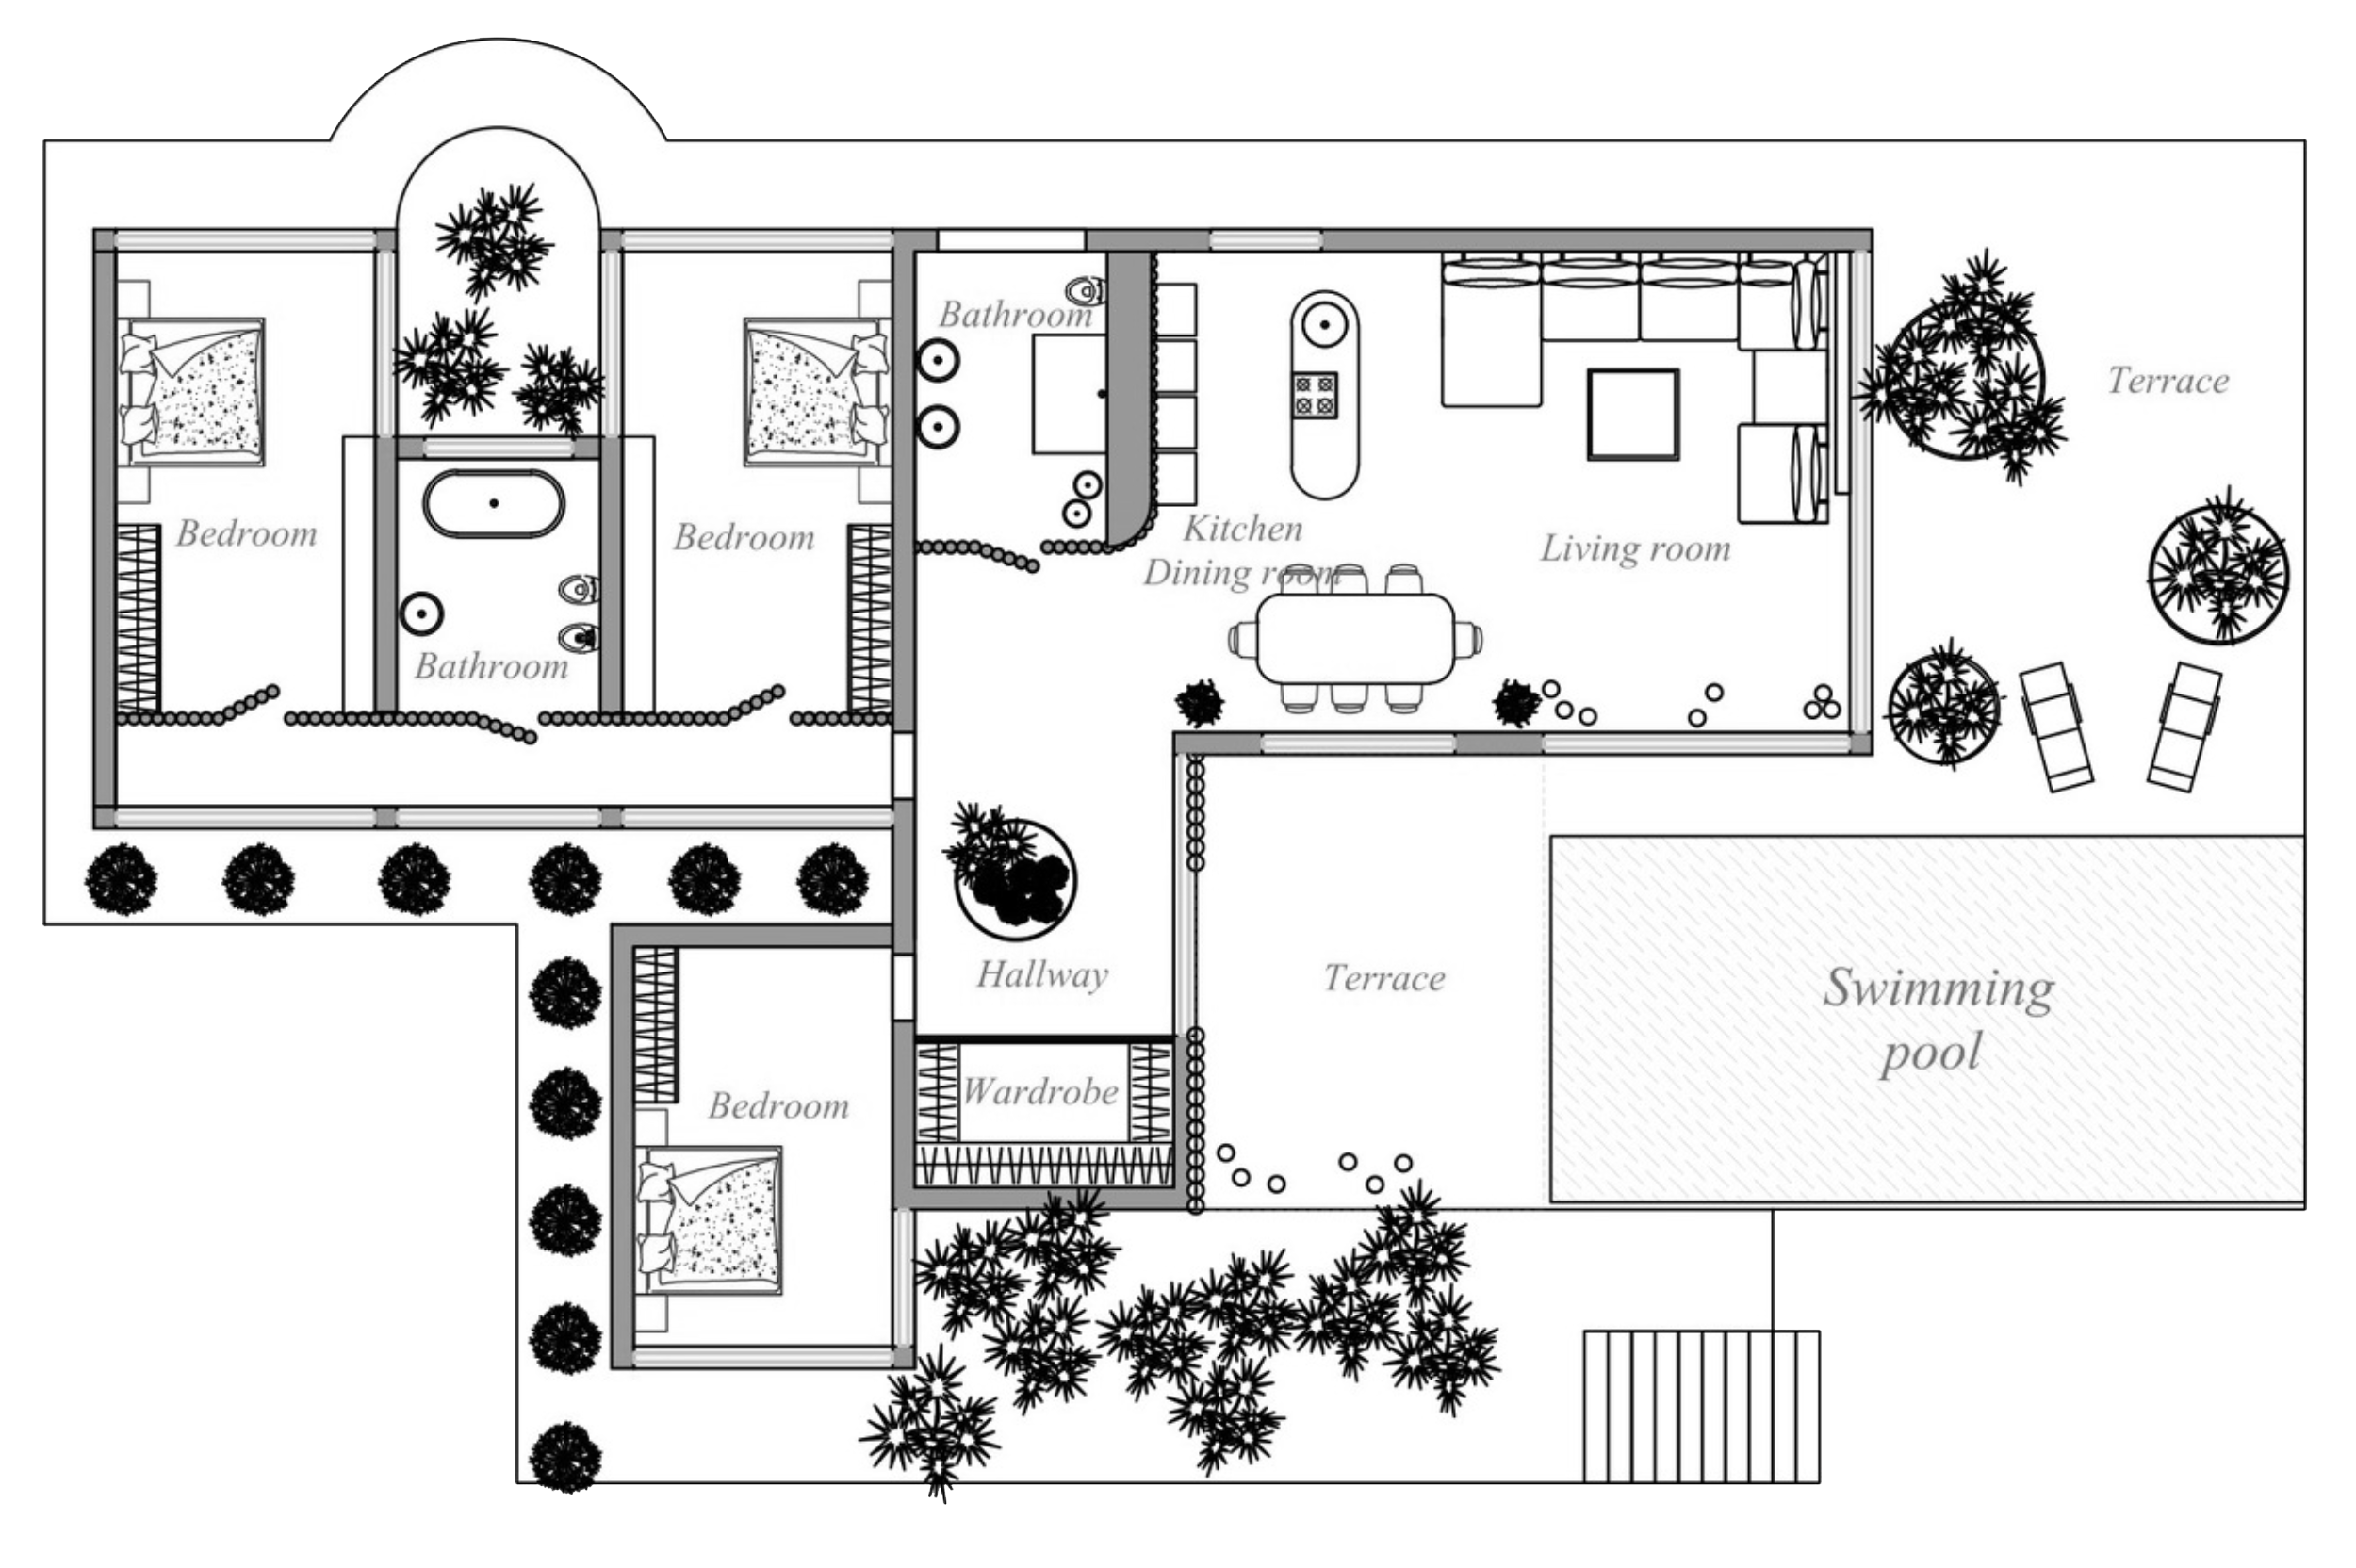 Bathroom
Terrace
Bedroom
Bedroom
Kitchen
Dining room
Living room
Bathroom
Hallway
Terrace
Swimming
pool
Bedroom
Wardrobe